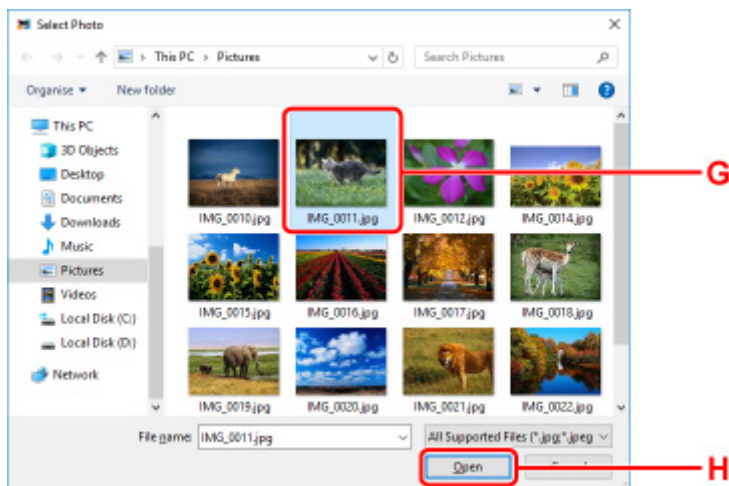 Select Photo
This PC > Pictures
Search Pictures
Organise
New folder
This PC
3D Objects
Desktop
Documents
Downloads
Music
Pictures
Videos
Local Disk (C:)
Local Disk (D:)
Network
IMG_0010.jpg
IMG_0011.jpg
IMG_0012.jpg
IMG_0014.jpg
IMG_0015.jpg
IMG_0016.jpg
IMG_0017.jpg
IMG_0018.jpg
IMG_0019.jpg
IMG_0020.jpg
IMG_0021.jpg
IMG_0022.jpg
G
File name: IMG_0011.jpg
All Supported Files (*.jpg;*.jpeg
Open
H